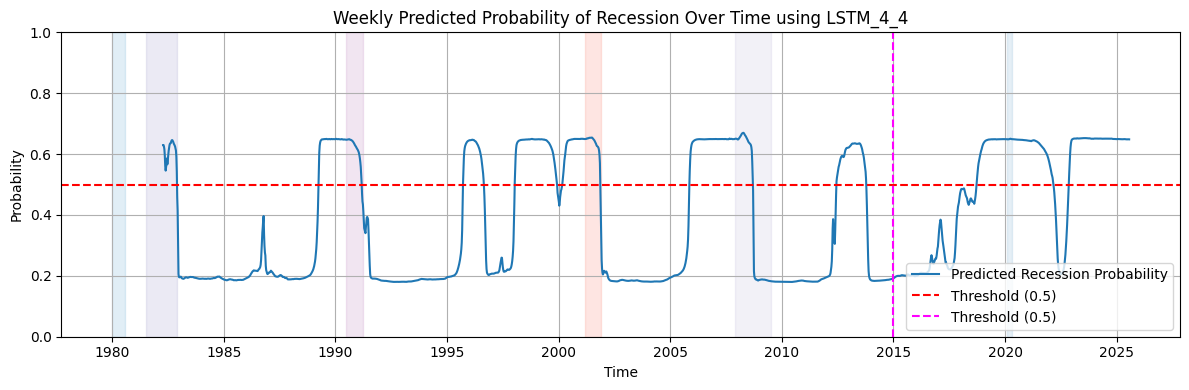 Weekly Predicted Probability of Recession Over Time using LSTM_4_4
Probability
1.0
0.8
0.6
0.4
0.2
0.0
Predicted Recession Probability
Threshold (0.5)
Threshold (0.5)
1980 1985 1990 1995 2000 2005 2010 2015 2020 2025
Time